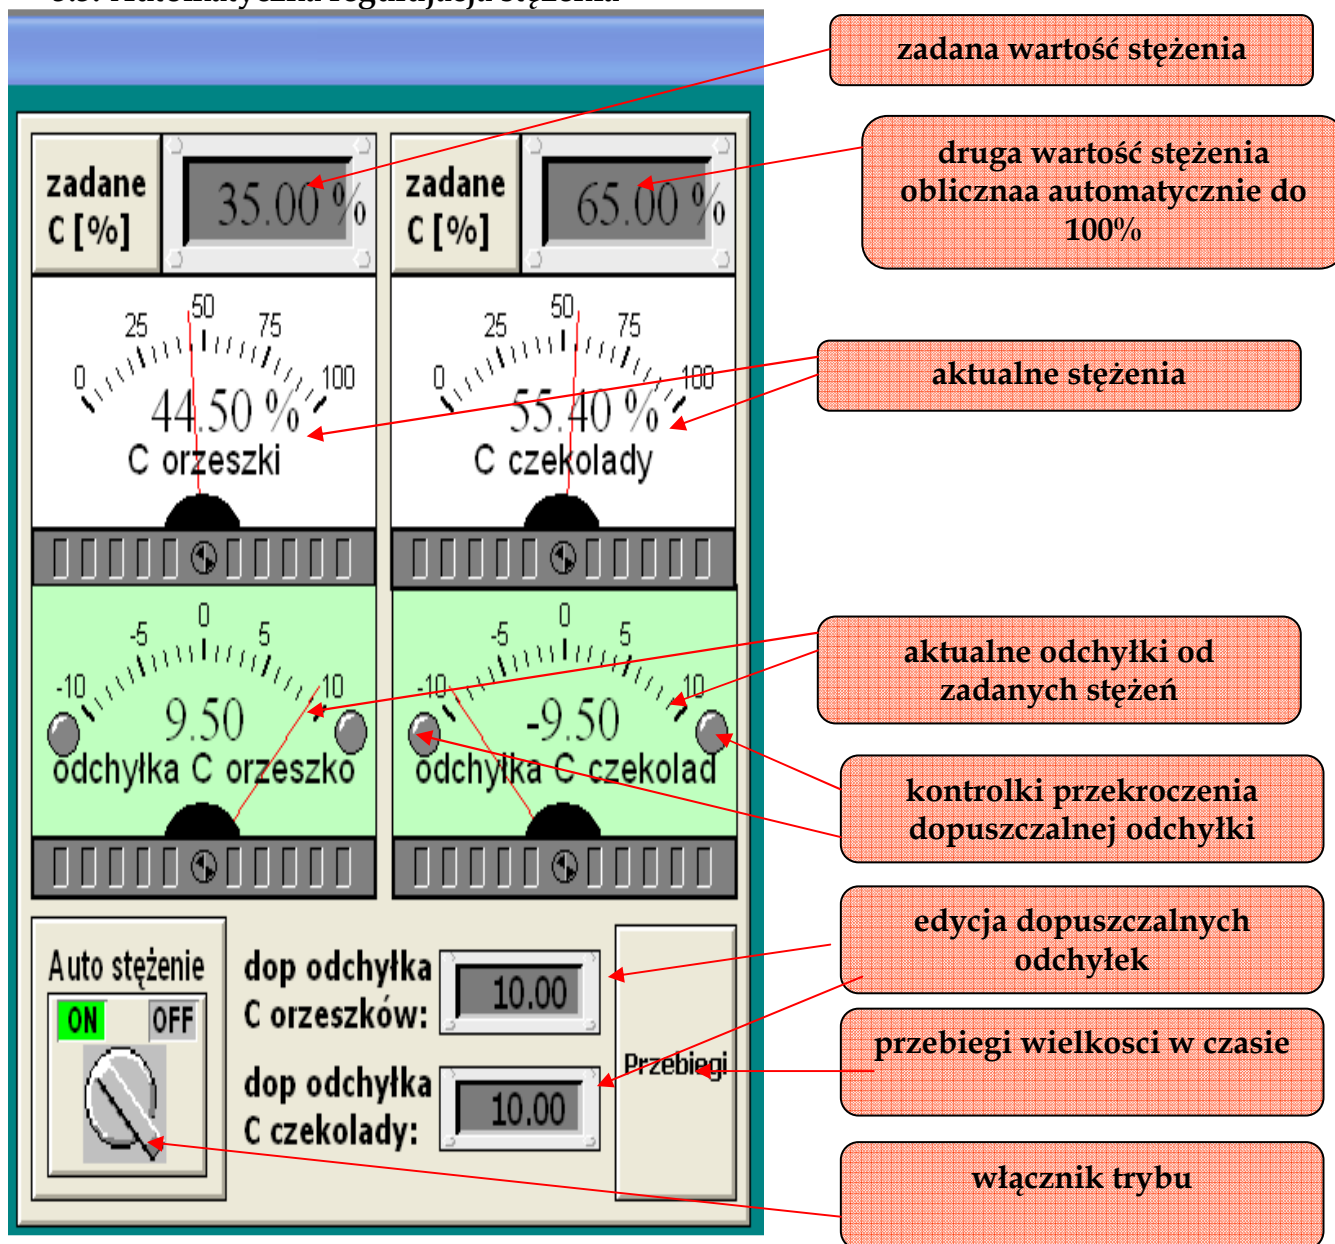 zadana wartość stężenia
druga wartość stężenia
oblicznaa automatycznie do
100%
zadane
C [%]
35.00 %
zadane
C [%]
65.00 %
0
25
50
75
100
44.50 %
C orzeszki
0
25
50
75
100
55.40 %
C czekolady
aktualne stężenia
-10
-5
0
5
10
9.50
odchyłka C orzeszko
-10
-5
0
5
10
-9.50
odchyłka C czekolad
aktualne odchyłki od
zadanych stężeń
kontrolki przekroczenia
dopuszczalnej odchyłki
Auto stężenie
ON
OFF
dop odchyłka
C orzeszków:
10.00
dop odchyłka
C czekolady:
10.00
Przebiegi
edycja dopuszczalnych
odchyłek
przebiegi wielkosci w czasie
włącznik trybu